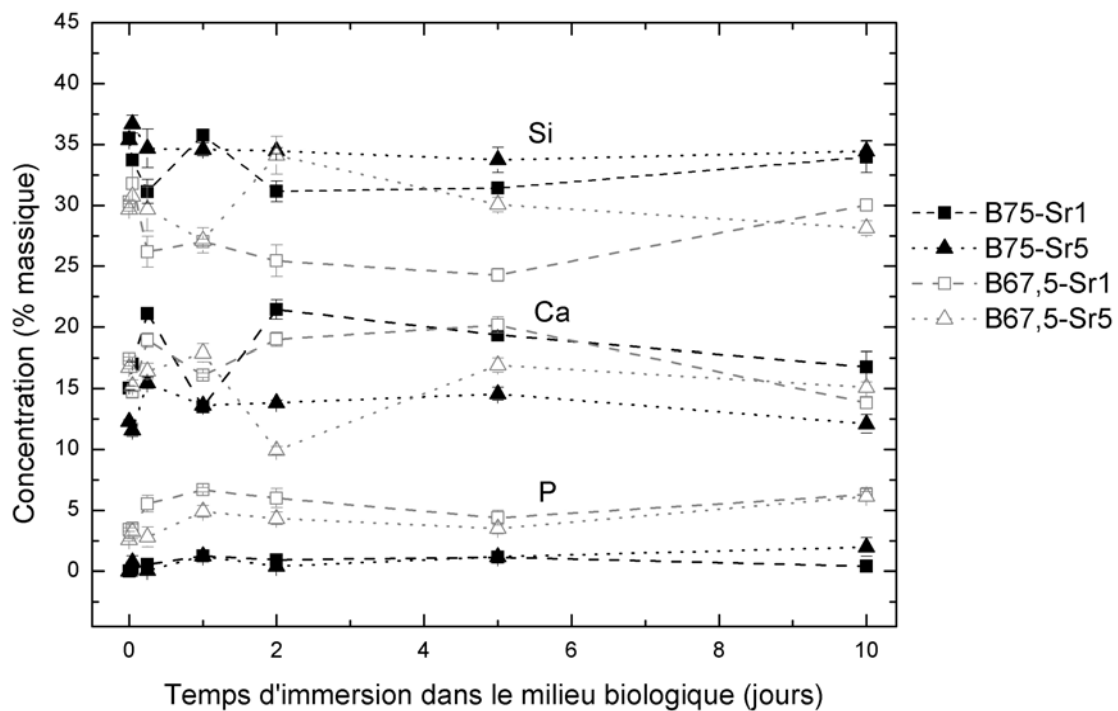 45
40
35
30
25
20
15
10
5
0
Concentration (% massique)
Si
Ca
P
0
2
4
6
8
10
Temps d'immersion dans le milieu biologique (jours)
B75-Sr1
B75-Sr5
B67,5-Sr1
B67,5-Sr5